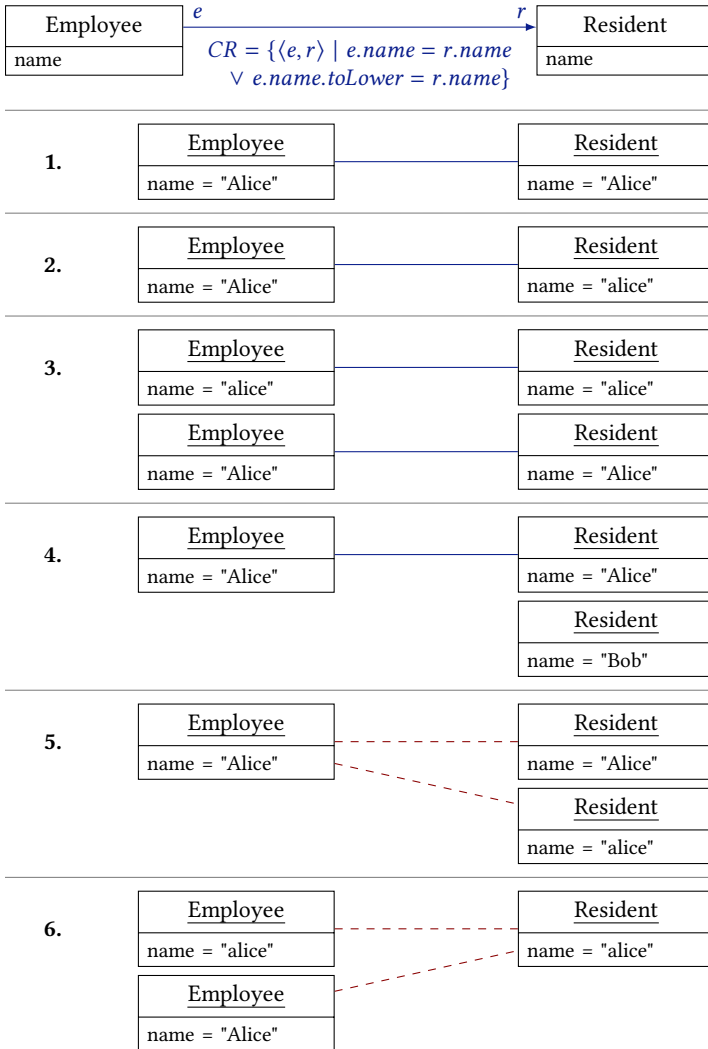 Employee e r Resident
name CR = {⟨e, r⟩ | e.name = r.name name
∨ e.name.toLower = r.name}
1. Employee Resident
name = "Alice" name = "Alice"
2. Employee Resident
name = "Alice" name = "alice"
3. Employee Resident
name = "alice" name = "alice"
Employee Resident
name = "Alice" name = "Alice"
4. Employee Resident
name = "Alice" name = "Alice"
Resident
name = "Bob"
5. Employee Resident
name = "Alice" name = "Alice"
Resident
name = "alice"
6. Employee Resident
name = "alice" name = "alice"
Employee
name = "Alice"